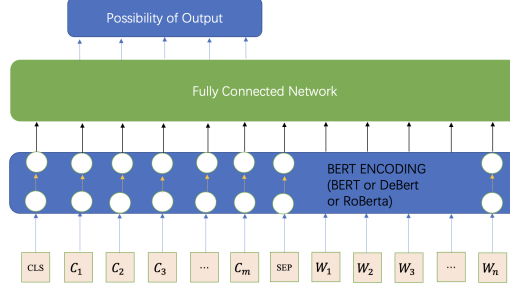 Possibility of Output
Fully Connected Network
BERT ENCODING
(BERT or DeBert
or RoBerta)
CLS C₁ C₂ C₃ ... Cₘ SEP W₁ W₂ W₃ ... Wₙ